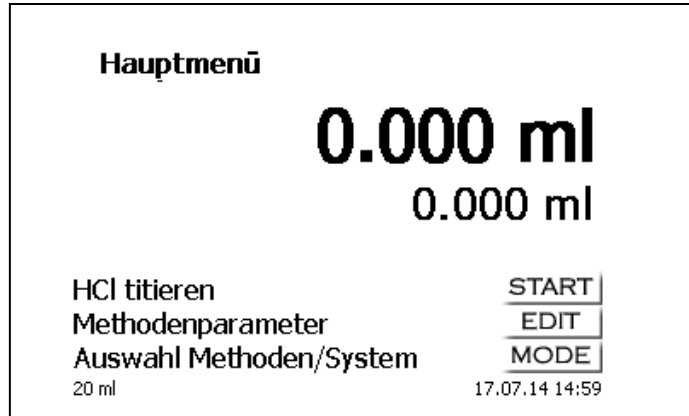 Hauptmenü
0.000 ml
0.000 ml
HCl titieren START
Methodenparameter EDIT
Auswahl Methoden/System MODE
20 ml 17.07.14 14:59